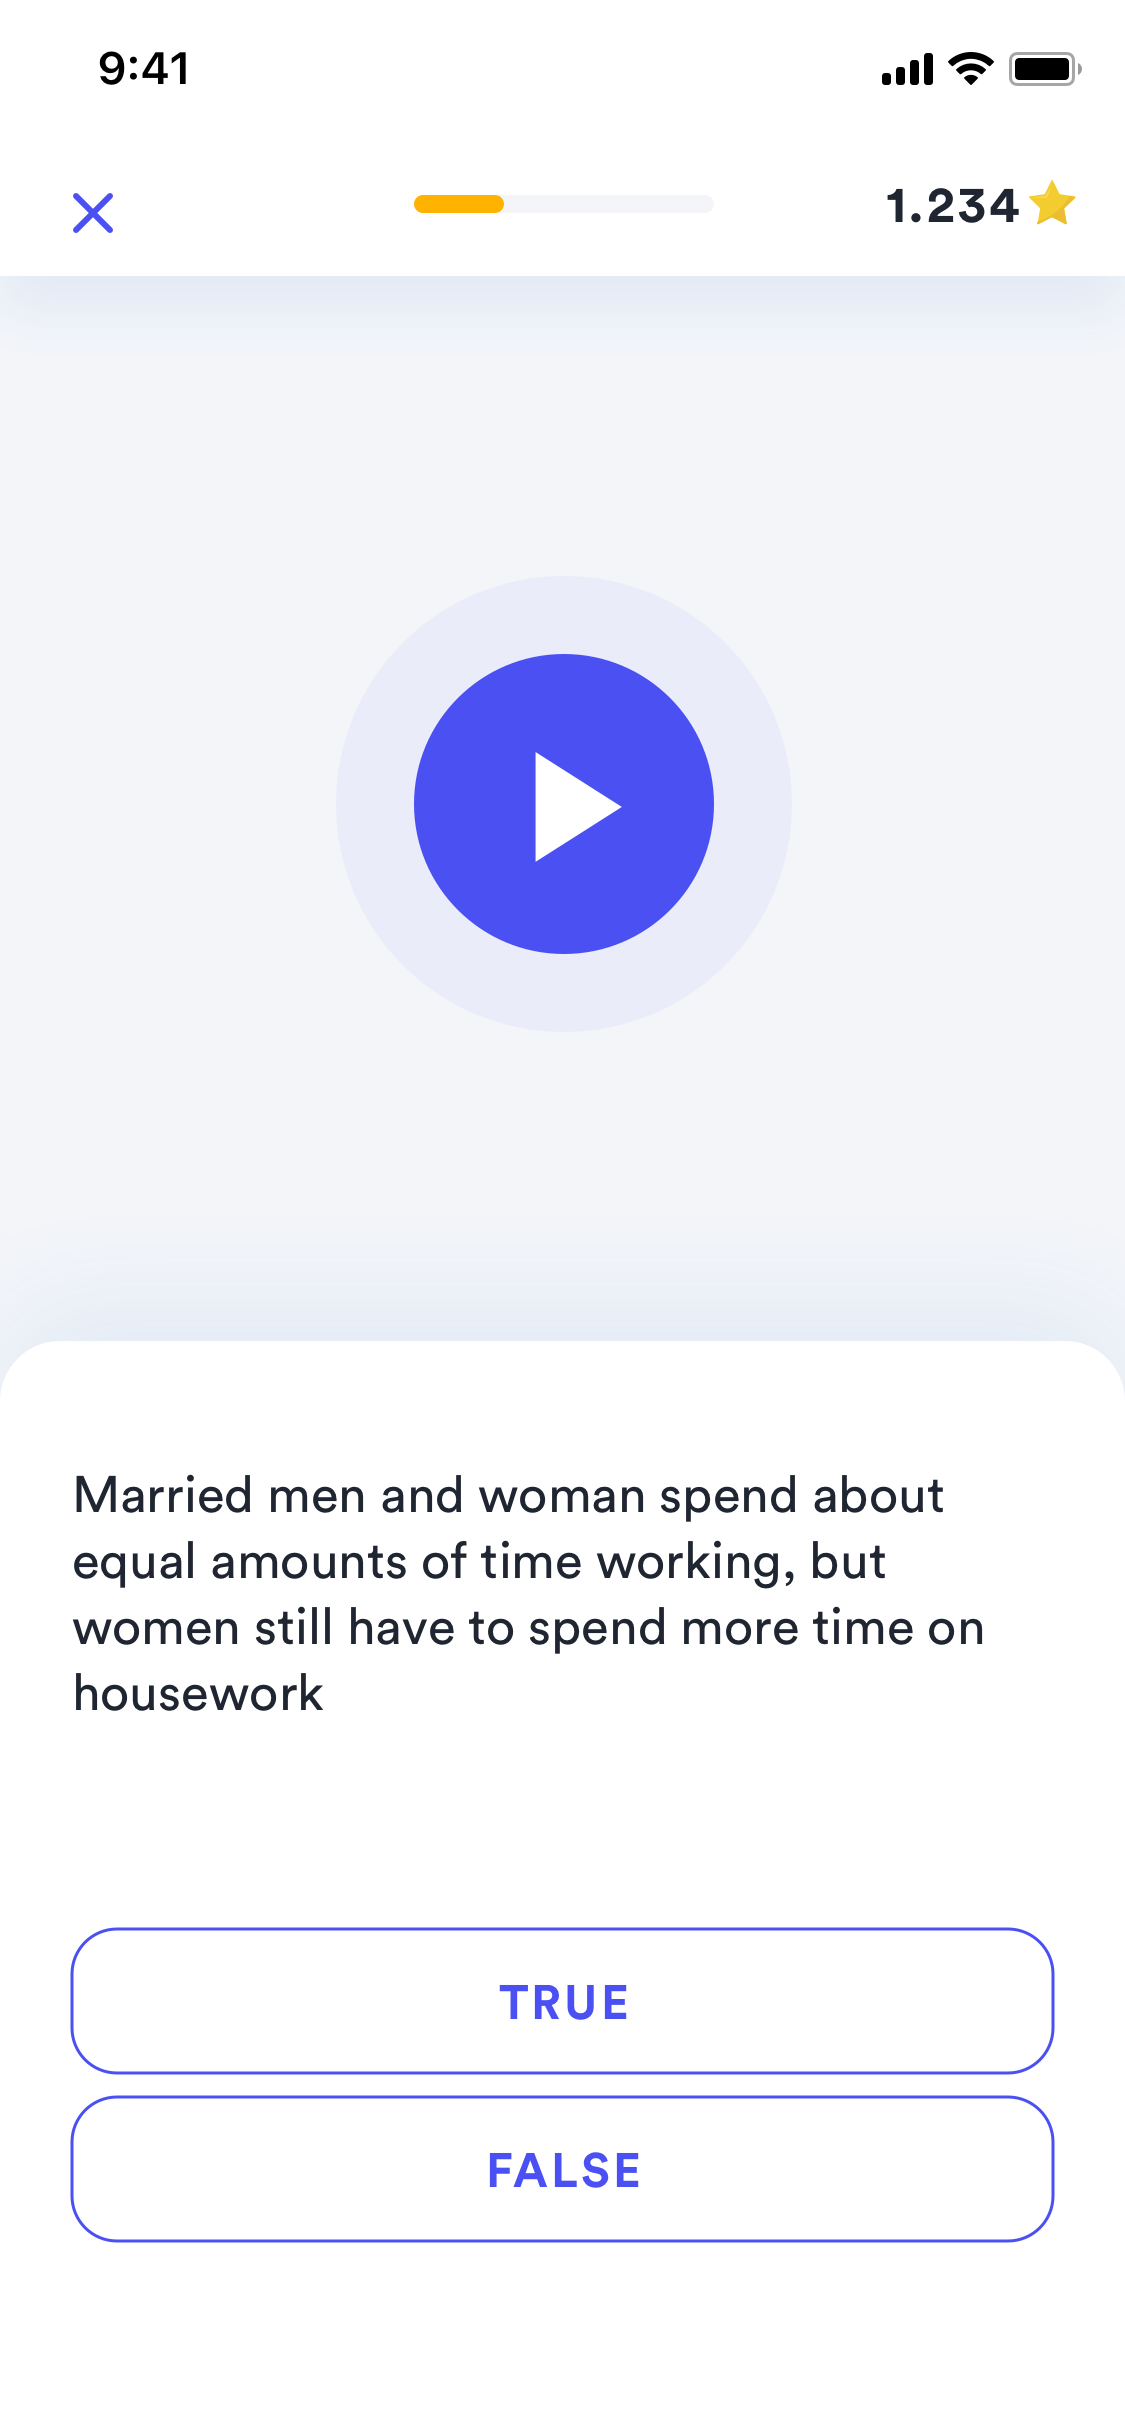 9:41
1.234
Married men and woman spend about
equal amounts of time working, but
women still have to spend more time on
housework
TRUE
FALSE